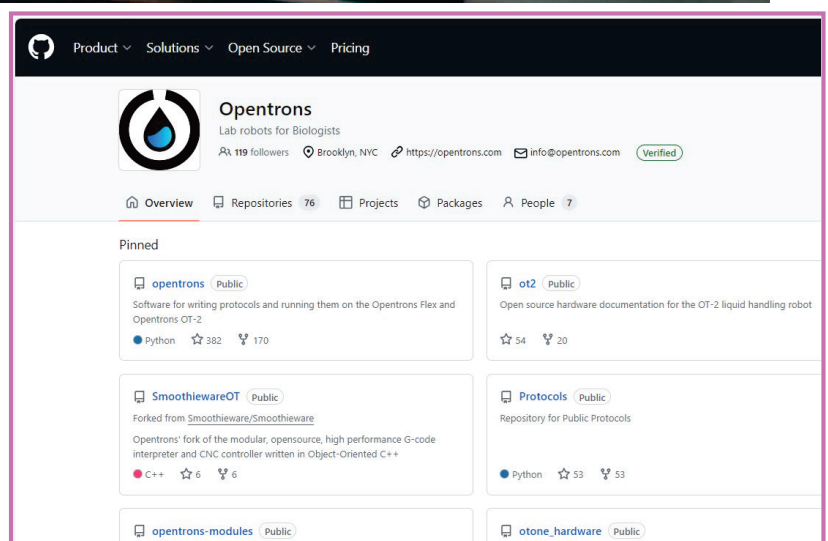 Product Solutions Open Source Pricing
Opentrons
Lab robots for Biologists
119 followers Brooklyn, NYC https://opentrons.com info@opentrons.com Verified
Overview Repositories 76 Projects Packages People 7
Pinned
opentrons Public
Software for writing protocols and running them on the Opentrons Flex and
Opentrons OT-2
Python 382 170
ot2 Public
Open source hardware documentation for the OT-2 liquid handling robot
54 20
SmoothiewareOT Public
Forked from Smoothieware/Smoothieware
Opentrons' fork of the modular, opensource, high performance G-code
interpreter and CNC controller written in Object-Oriented C++
C++ 6 6
Protocols Public
Repository for Public Protocols
Python 53 53
opentrons-modules Public
otone_hardware Public